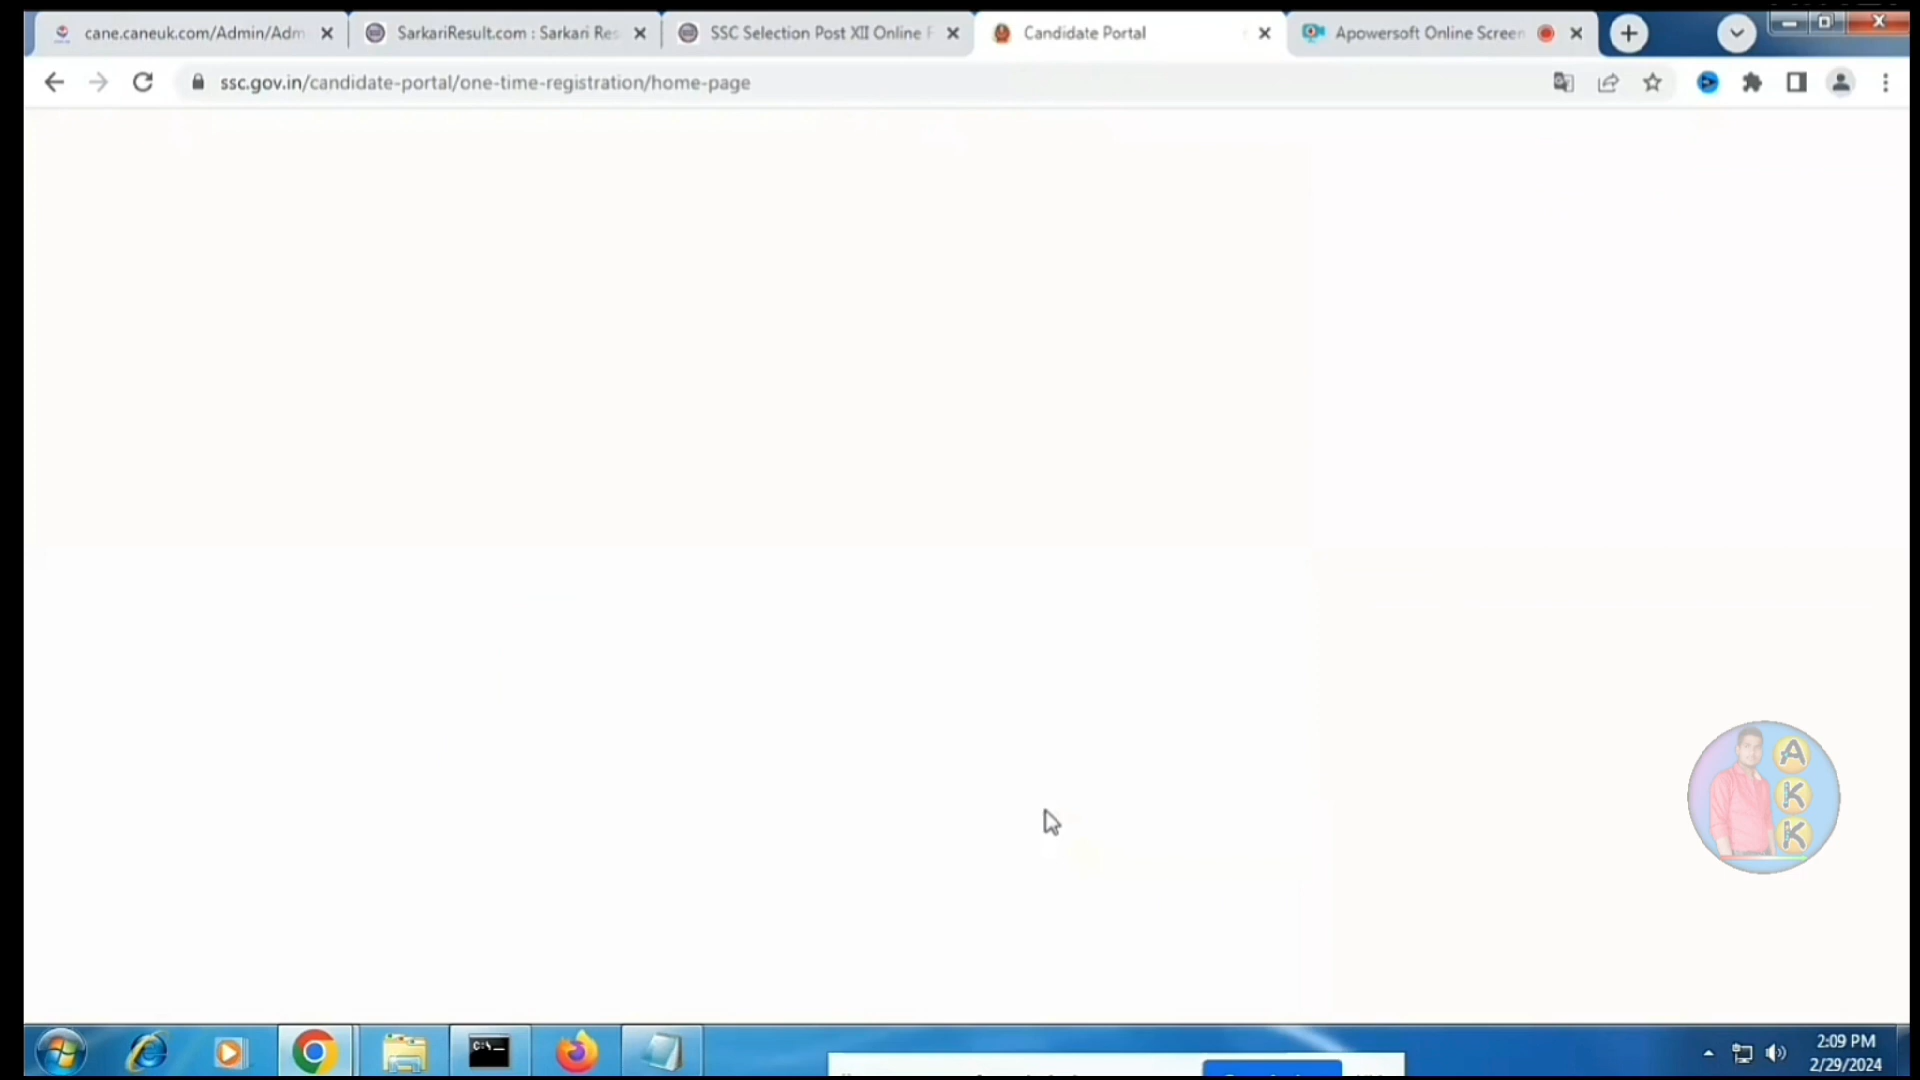 cane.caneuk.com/Admin/Adm
SarkariResult.com : Sarkari Res
SSC Selection Post XII Online F
Candidate Portal
Apowersoft Online Screen
ssc.gov.in/candidate-portal/one-time-registration/home-page
A
K
K
C:\_
2:09 PM
2/29/2024